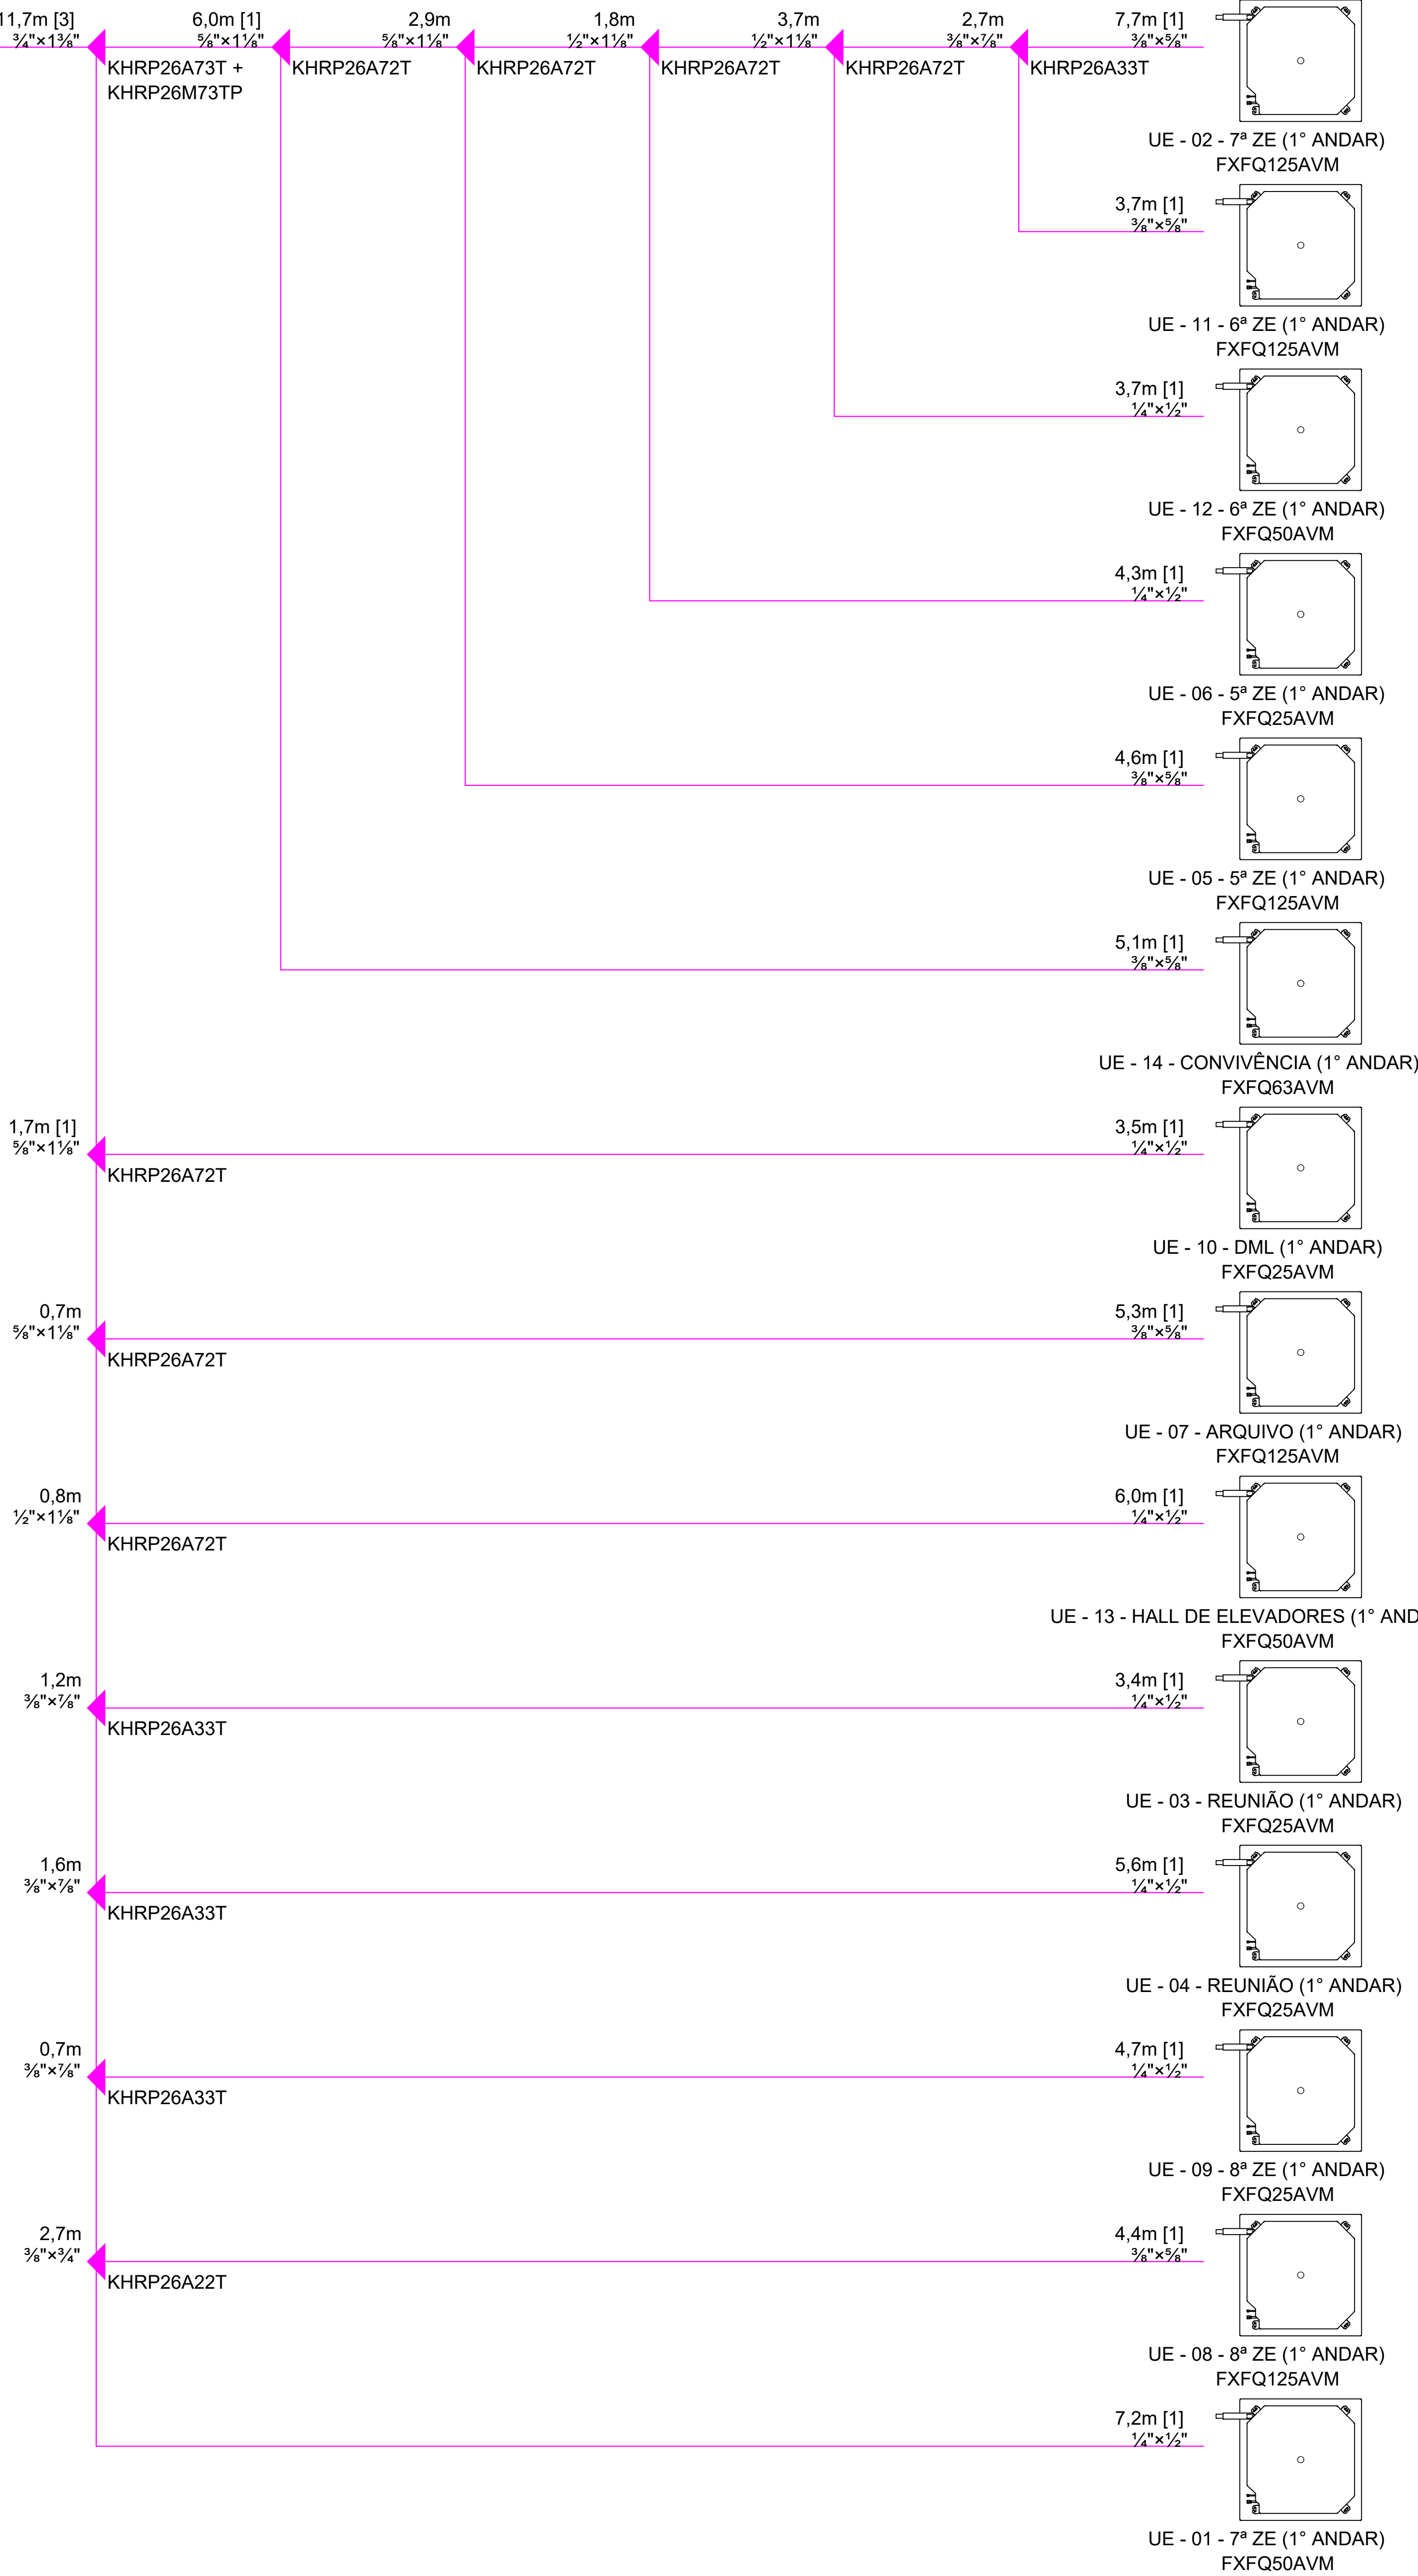 11,7m [3]
¾"×1⅜"
KHRP26A73T +
KHRP26M73TP
6,0m [1]
⅝"×1⅛"
KHRP26A72T
2,9m
⅝"×1⅛"
KHRP26A72T
1,8m
½"×1⅛"
KHRP26A72T
3,7m
½"×1⅛"
KHRP26A72T
2,7m
⅜"×⅞"
KHRP26A33T
7,7m [1]
⅜"×⅝"
UE - 02 - 7ª ZE (1° ANDAR)
FXFQ125AVM
3,7m [1]
⅜"×⅝"
UE - 11 - 6ª ZE (1° ANDAR)
FXFQ125AVM
3,7m [1]
¼"×½"
UE - 12 - 6ª ZE (1° ANDAR)
FXFQ50AVM
4,3m [1]
¼"×½"
UE - 06 - 5ª ZE (1° ANDAR)
FXFQ25AVM
4,6m [1]
⅜"×⅝"
UE - 05 - 5ª ZE (1° ANDAR)
FXFQ125AVM
5,1m [1]
⅜"×⅝"
UE - 14 - CONVIVÊNCIA (1° ANDAR)
FXFQ63AVM
1,7m [1]
⅝"×1⅛"
KHRP26A72T
3,5m [1]
¼"×½"
UE - 10 - DML (1° ANDAR)
FXFQ25AVM
0,7m
⅝"×1⅛"
KHRP26A72T
5,3m [1]
⅜"×⅝"
UE - 07 - ARQUIVO (1° ANDAR)
FXFQ125AVM
0,8m
½"×1⅛"
KHRP26A72T
6,0m [1]
¼"×½"
UE - 13 - HALL DE ELEVADORES (1° AND
FXFQ50AVM
1,2m
⅜"×⅞"
KHRP26A33T
3,4m [1]
¼"×½"
UE - 03 - REUNIÃO (1° ANDAR)
FXFQ25AVM
1,6m
⅜"×⅞"
KHRP26A33T
5,6m [1]
¼"×½"
UE - 04 - REUNIÃO (1° ANDAR)
FXFQ25AVM
0,7m
⅜"×⅞"
KHRP26A33T
4,7m [1]
¼"×½"
UE - 09 - 8ª ZE (1° ANDAR)
FXFQ25AVM
2,7m
⅜"×¾"
KHRP26A22T
4,4m [1]
⅜"×⅝"
UE - 08 - 8ª ZE (1° ANDAR)
FXFQ125AVM
7,2m [1]
¼"×½"
UE - 01 - 7ª ZE (1° ANDAR)
FXFQ50AVM